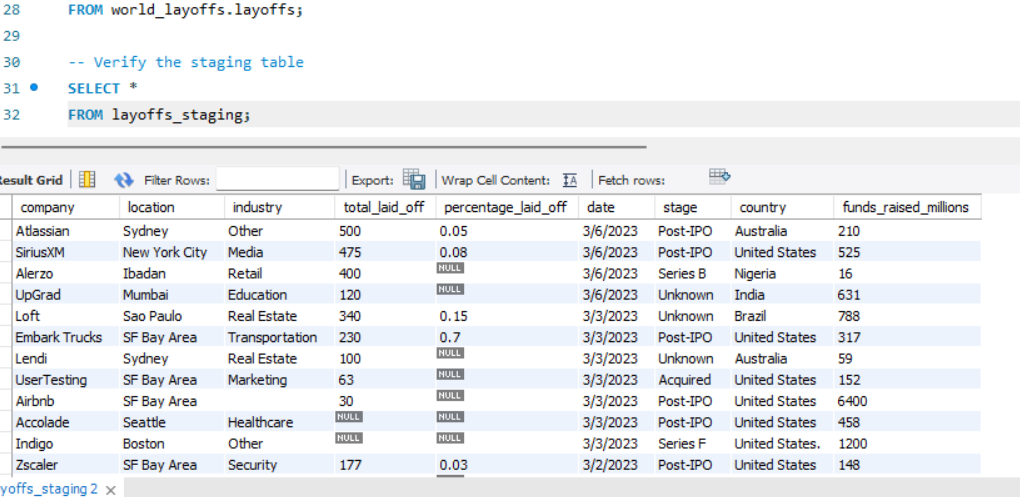 28 FROM world_layoffs.layoffs;
29
30 -- Verify the staging table
31 SELECT *
32 FROM layoffs_staging;
Result Grid Filter Rows: Export: Wrap Cell Content: IA Fetch rows:
company location industry total_laid_off percentage_laid_off date stage country funds_raised_millions
Atlassian Sydney Other 500 0.05 3/6/2023 Post-IPO Australia 210
SiriusXM New York City Media 475 0.08 3/6/2023 Post-IPO United States 525
Alerzo Ibadan Retail 400 NULL 3/6/2023 Series B Nigeria 16
UpGrad Mumbai Education 120 NULL 3/6/2023 Unknown India 631
Loft Sao Paulo Real Estate 340 0.15 3/3/2023 Unknown Brazil 788
Embark Trucks SF Bay Area Transportation 230 0.7 3/3/2023 Post-IPO United States 317
Lendi Sydney Real Estate 100 NULL 3/3/2023 Unknown Australia 59
UserTesting SF Bay Area Marketing 63 NULL 3/3/2023 Acquired United States 152
Airbnb SF Bay Area 30 NULL 3/3/2023 Post-IPO United States 6400
Accolade Seattle Healthcare NULL NULL 3/3/2023 Post-IPO United States 458
Indigo Boston Other NULL NULL 3/3/2023 Series F United States. 1200
Zscaler SF Bay Area Security 177 0.03 3/2/2023 Post-IPO United States 148
yoffs_staging 2